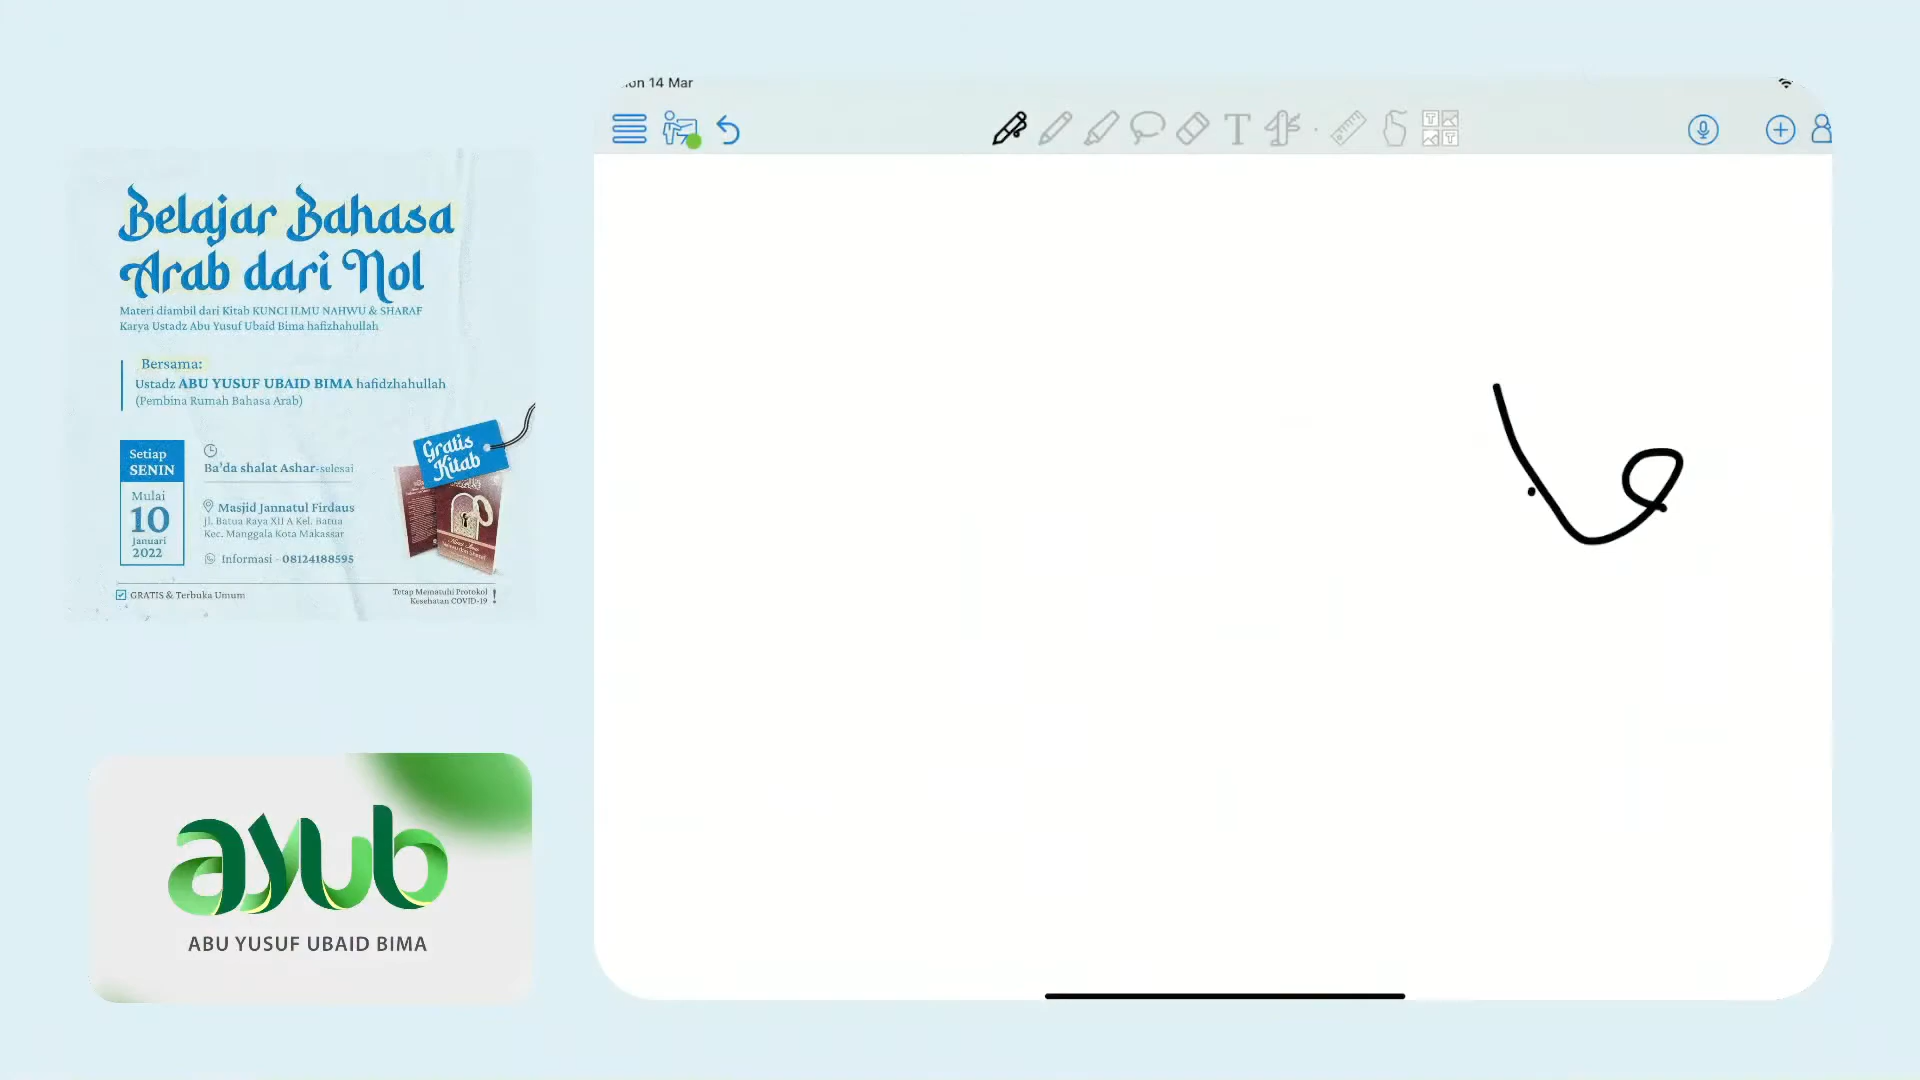 on 14 Mar
Belajar Bahasa
Arab dari Nol
Materi diambil dari Kitab KUNCI ILMU NAHWU & SHARAF
Karya Ustadz Abu Yusuf Ubaid Bima hafizhahullah
Bersama:
Ustadz ABU YUSUF UBAID BIMA hafidzhahullah
(Pembina Rumah Bahasa Arab)
Setiap
SENIN
Mulai
10
Januari
2022
Ba'da shalat Ashar-selesai
Masjid Jannatul Firdaus
Jl. Batua Raya XII A Kel. Batua
Kec. Manggala Kota Makassar
Informasi - 08124188595
Gratis
Kitab
GRATIS & Terbuka Umum
Tetap Mematuhi Protokol
Kesehatan COVID-19 !
ayub
ABU YUSUF UBAID BIMA